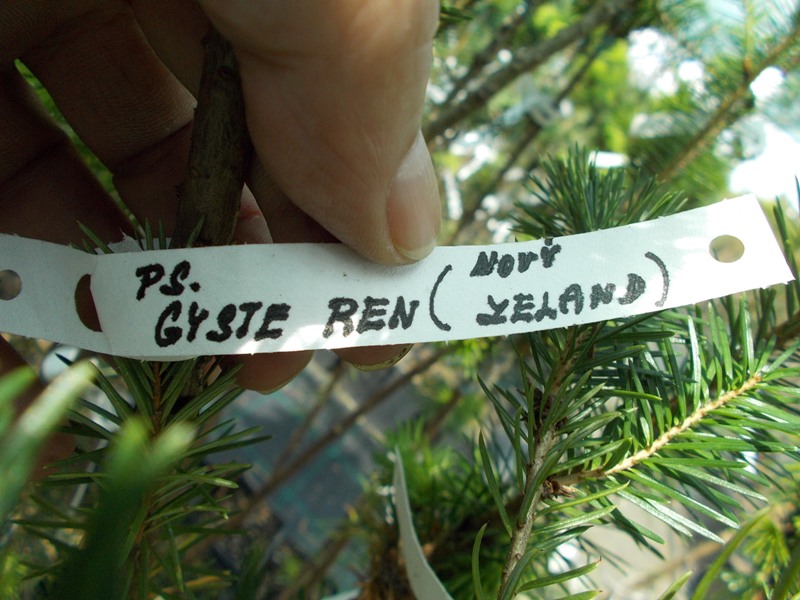 PS.
GYSTE REN (NOVÝ
ZELAND)